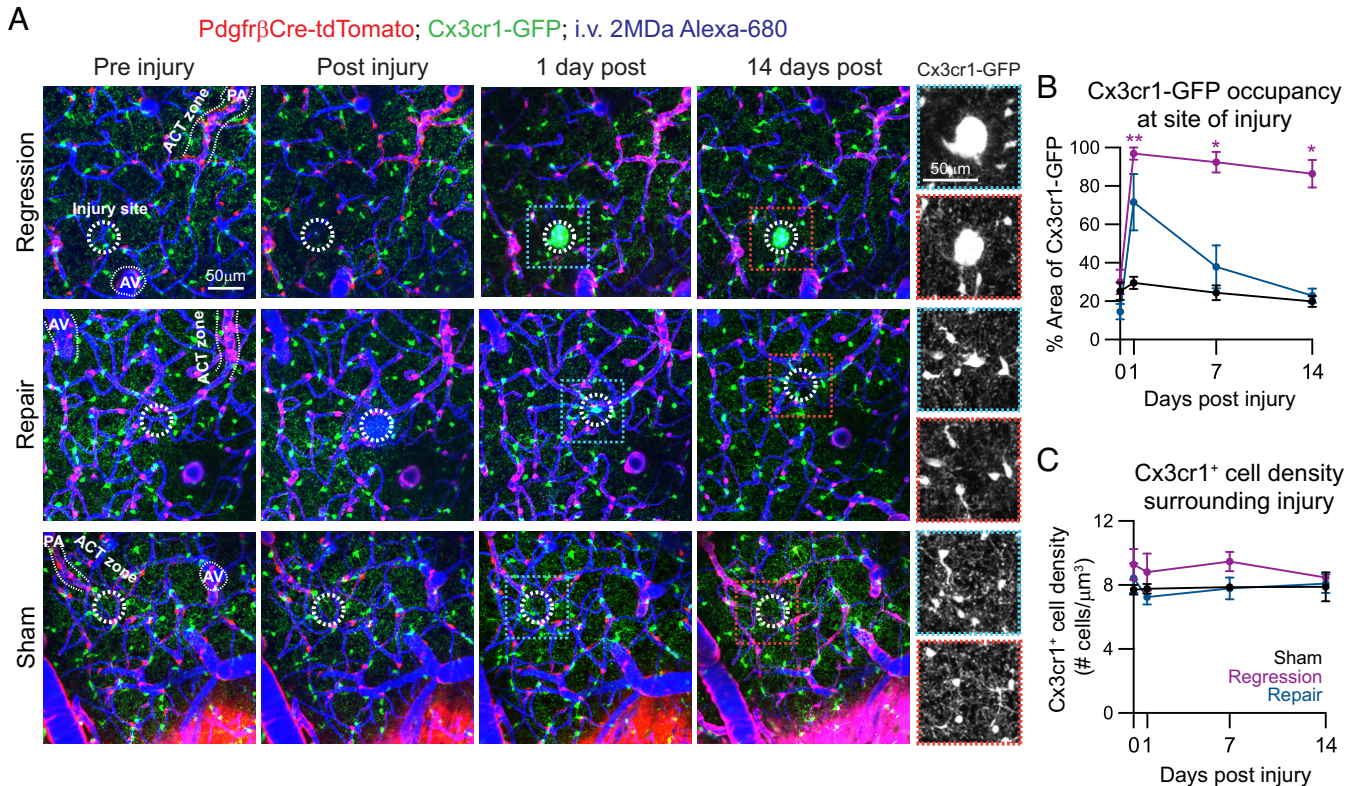 A
PdgfrβCre-tdTomato; Cx3cr1-GFP; i.v. 2MDa Alexa-680
Pre injury
Post injury
1 day post
14 days post
Cx3cr1-GFP
Regression
ACT zone
PA
Injury site
AV
50μm
50μm
Repair
AV
ACT zone
Sham
PA
ACT zone
AV
B
Cx3cr1-GFP occupancy
at site of injury
% Area of Cx3cr1-GFP
100
80
60
40
20
0
**
*
*
0
1
7
14
Days post injury
C
Cx3cr1⁺ cell density
surrounding injury
Cx3cr1⁺ cell density
(# cells/μm³)
12
8
4
0
Sham
Regression
Repair
0
1
7
14
Days post injury